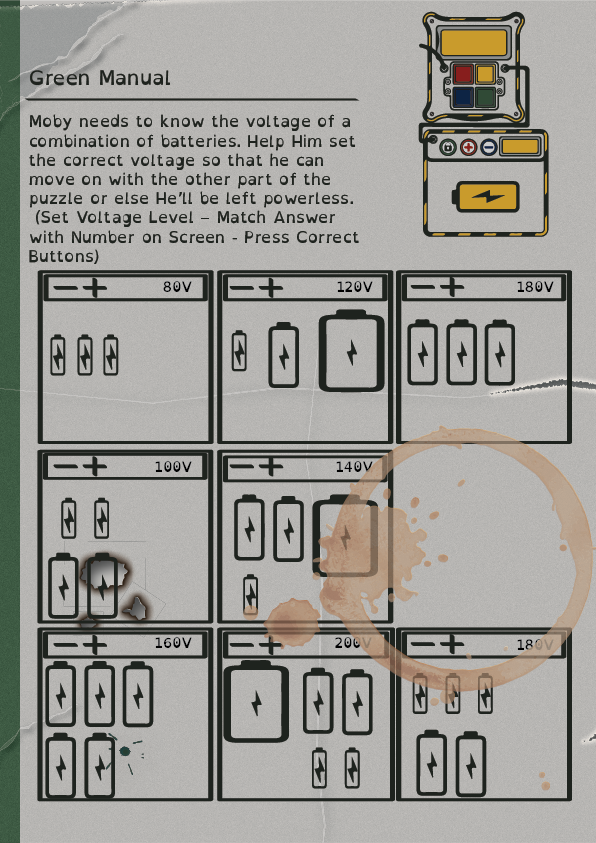 Green Manual
Moby needs to know the voltage of a
combination of batteries. Help Him set
the correct voltage so that he can
move on with the other part of the
puzzle or else He'll be left powerless.
(Set Voltage Level – Match Answer
with Number on Screen - Press Correct
Buttons)
80V
120V
180V
100V
140V
160V
200V
180V